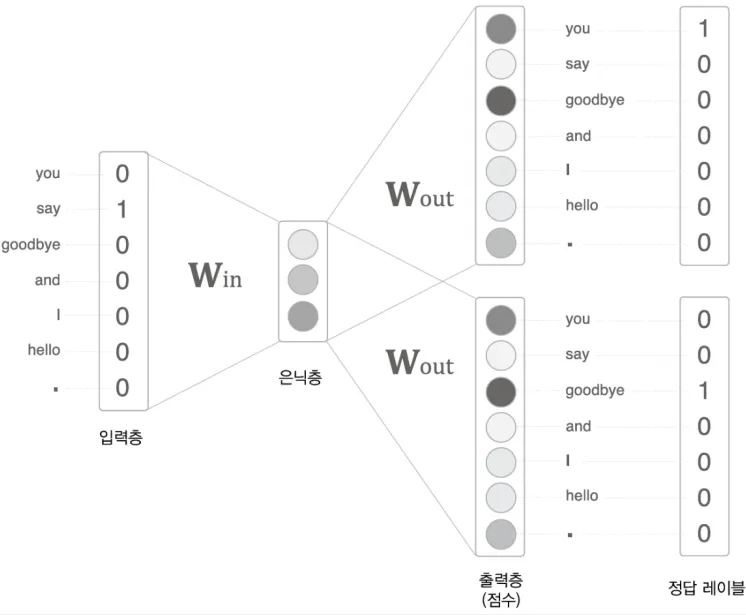 you 0
say 1
goodbye 0
and 0
I 0
hello 0
. 0
입력층
Win
은닉층
Wout
you 1
say 0
goodbye 0
and 0
I 0
hello 0
. 0
Wout
you 0
say 0
goodbye 1
and 0
I 0
hello 0
. 0
출력층
(점수)
정답 레이블